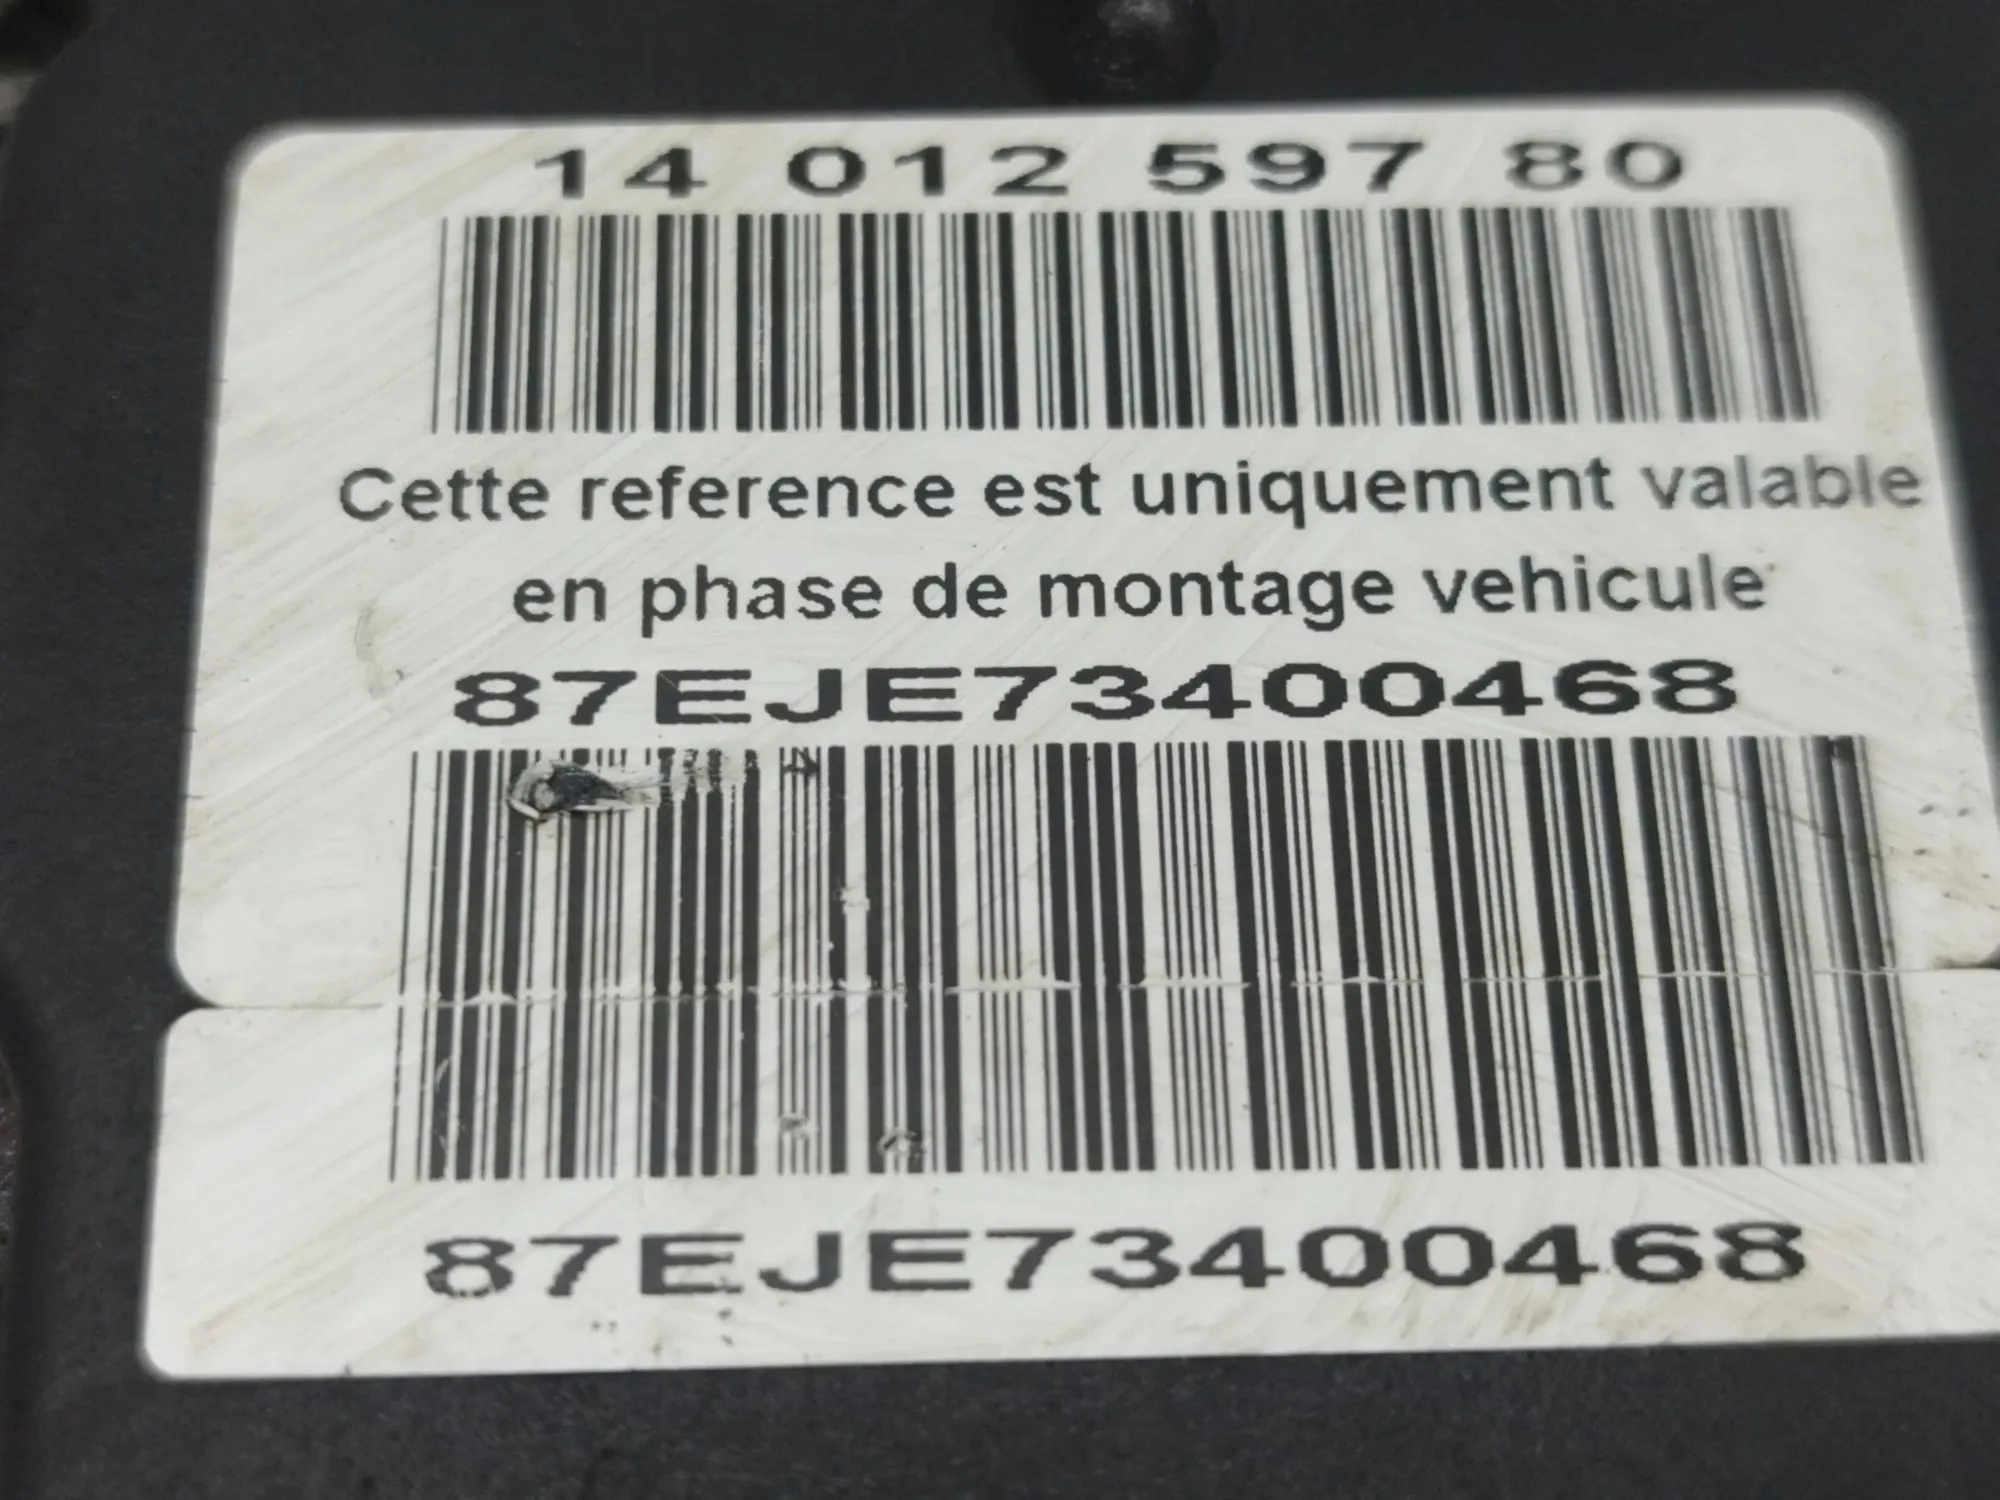 14 012 597 80
Cette reference est uniquement valable
en phase de montage vehicule
87EJE73400468
87EJE73400468